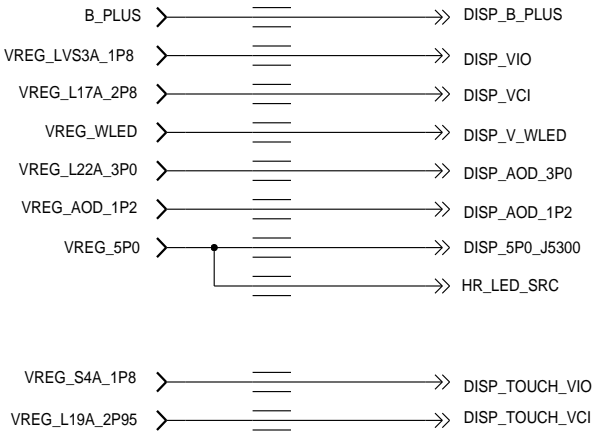 B_PLUS DISP_B_PLUS
VREG_LVS3A_1P8 DISP_VIO
VREG_L17A_2P8 DISP_VCI
VREG_WLED DISP_V_WLED
VREG_L22A_3P0 DISP_AOD_3P0
VREG_AOD_1P2 DISP_AOD_1P2
VREG_5P0 DISP_5P0_J5300
HR_LED_SRC
VREG_S4A_1P8 DISP_TOUCH_VIO
VREG_L19A_2P95 DISP_TOUCH_VCI